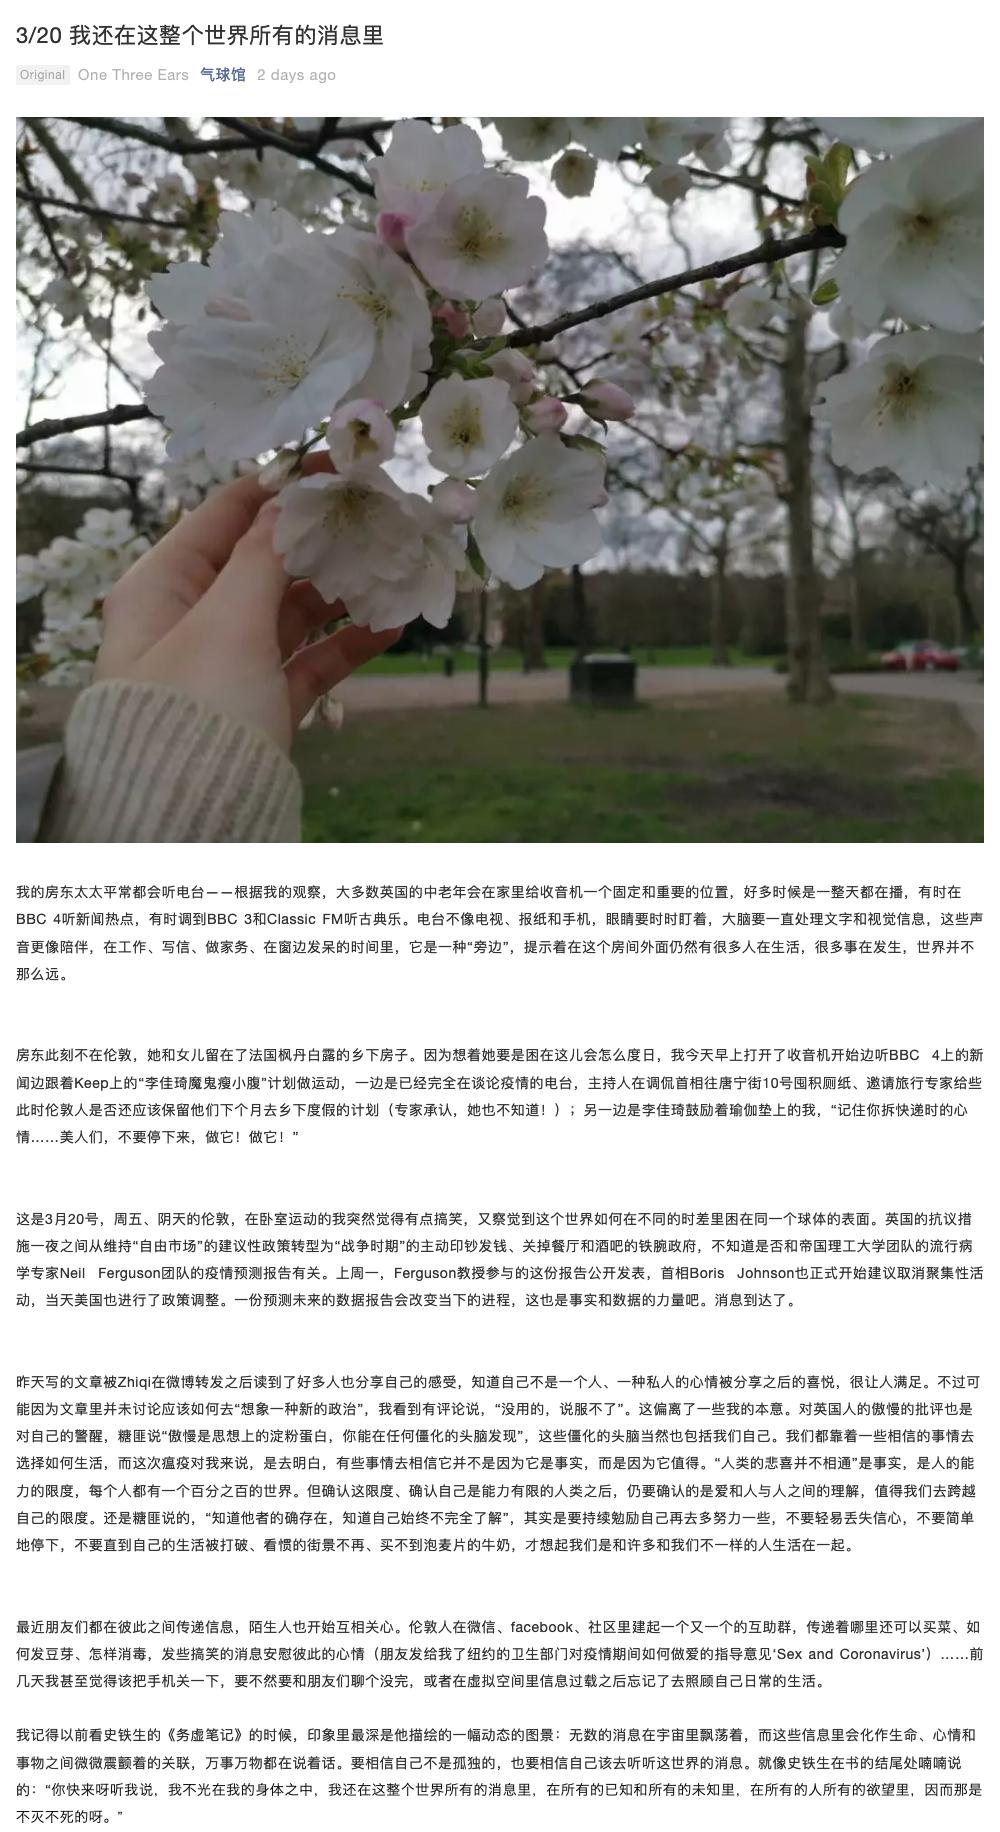 3/20 我还在这整个世界所有的消息里
Original One Three Ears 气球馆 2 days ago
我的房东太太平常都会听电台——根据我的观察，大多数英国的中老年会在家里给收音机一个固定和重要的位置，好多时候是一整天都在播，有时在
BBC 4听新闻热点，有时调到BBC 3和Classic FM听古典乐。电台不像电视、报纸和手机，眼睛要时时盯着，大脑要一直处理文字和视觉信息，这些声
音更像陪伴，在工作、写信、做家务、在窗边发呆的时间里，它是一种“旁边”，提示着在这个房间外面仍然有很多人在生活，很多事在发生，世界并不
那么远。
房东此刻不在伦敦，她和女儿留在了法国枫丹白露的乡下房子。因为想着她要是困在这儿会怎么度日，我今天早上打开了收音机开始边听BBC 4上的新
闻边跟着Keep上的“李佳琦魔鬼瘦小腹”计划做运动，一边是已经完全在谈论疫情的电台，主持人在调侃首相往唐宁街10号囤积厕纸、邀请旅行专家给些
此时伦敦人是否还应该保留他们下个月去乡下度假的计划（专家承认，她也不知道！）；另一边是李佳琦鼓励着瑜伽垫上的我，“记住你拆快递时的心
情……美人们，不要停下来，做它！做它！”
这是3月20号，周五、阴天的伦敦，在卧室运动的我突然觉得有点搞笑，又察觉到这个世界如何在不同的时差里困在同一个球体的表面。英国的抗议措
施一夜之间从维持“自由市场”的建议性政策转型为“战争时期”的主动印钞发钱、关掉餐厅和酒吧的铁腕政府，不知道是否和帝国理工大学团队的流行病
学专家Neil Ferguson团队的疫情预测报告有关。上周一，Ferguson教授参与的这份报告公开发表，首相Boris Johnson也正式开始建议取消聚集性活
动，当天美国也进行了政策调整。一份预测未来的数据报告会改变当下的进程，这也是事实和数据的力量吧。消息到达了。
昨天写的文章被Zhiqi在微博转发之后读到了好多人也分享自己的感受，知道自己不是一个人、一种私人的心情被分享之后的喜悦，很让人满足。不过可
能因为文章里并未讨论应该如何去“想象一种新的政治”，我看到有评论说，“没用的，说服不了”。这偏离了一些我的本意。对英国人的傲慢的批评也是
对自己的警醒，糖匪说“傲慢是思想上的淀粉蛋白，你能在任何僵化的头脑发现”，这些僵化的头脑当然也包括我们自己。我们都靠着一些相信的事情去
选择如何生活，而这次瘟疫对我来说，是去明白，有些事情去相信它并不是因为它是事实，而是因为它值得。“人类的悲喜并不相通”是事实，是人的能
力的限度，每个人都有一个百分之百的世界。但确认这限度、确认自己是能力有限的人类之后，仍要确认的是爱和人与人之间的理解，值得我们去跨越
自己的限度。还是糖匪说的，“知道他者的确存在，知道自己始终不完全了解”，其实是要持续勉励自己再去多努力一些，不要轻易丢失信心，不要简单
地停下，不要直到自己的生活被打破、看惯的街景不再、买不到泡麦片的牛奶，才想起我们是和许多和我们不一样的人生活在一起。
最近朋友们都在彼此之间传递信息，陌生人也开始互相关心。伦敦人在微信、facebook、社区里建起一个又一个的互助群，传递着哪里还可以买菜、如
何发豆芽、怎样消毒，发些搞笑的消息安慰彼此的心情（朋友发给我了纽约的卫生部门对疫情期间如何做爱的指导意见‘Sex and Coronavirus’）……前
几天我甚至觉得该把手机关一下，要不然要和朋友们聊个没完，或者在虚拟空间里信息过载之后忘记了去照顾自己日常的生活。
我记得以前看史铁生的《务虚笔记》的时候，印象里最深是他描绘的一幅动态的图景：无数的消息在宇宙里飘荡着，而这些信息里会化作生命、心情和
事物之间微微震颤着的关联，万事万物都在说着话。要相信自己不是孤独的，也要相信自己该去听听这世界的消息。就像史铁生在书的结尾处喃喃说
的：“你快来呀听我说，我不光在我的身体之中，我还在这整个世界所有的消息里，在所有的已知和所有的未知里，在所有的人所有的欲望里，因而那是
不灭不死的呀。”